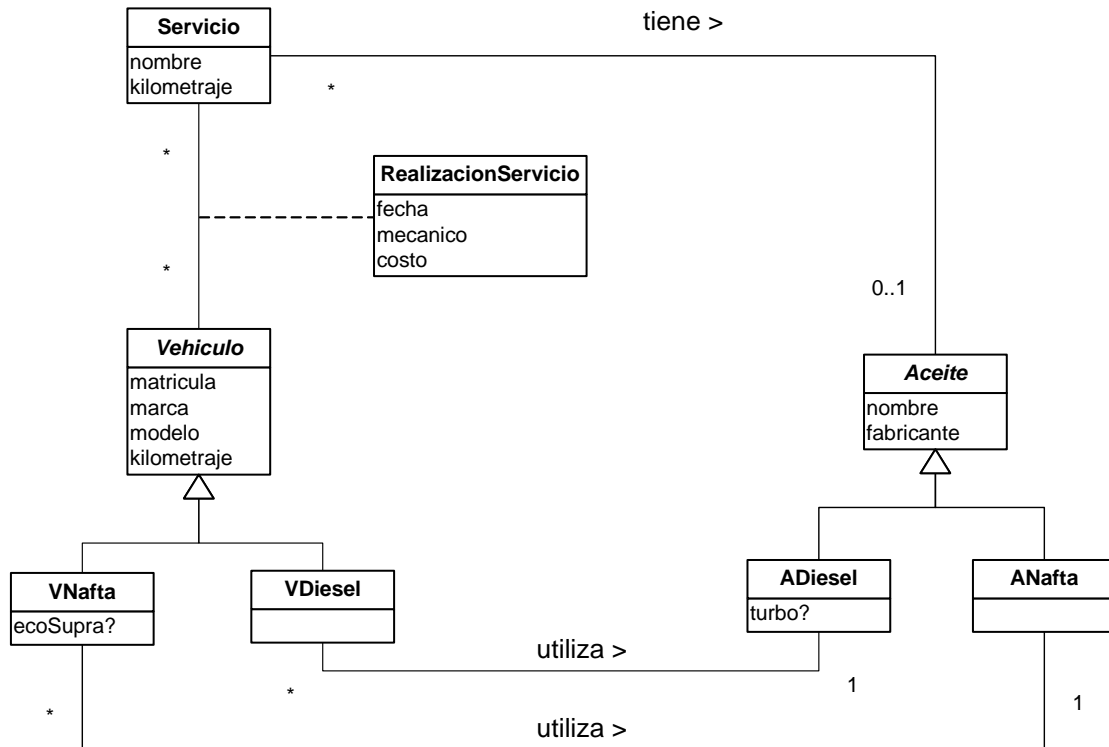 Servicio
nombre
kilometraje
tiene >
*
*
RealizacionServicio
fecha
mecanico
costo
*
0..1
Vehiculo
matricula
marca
modelo
kilometraje
Aceite
nombre
fabricante
VNafta
ecoSupra?
VDiesel
ADiesel
turbo?
ANafta
utiliza >
*
1
*
utiliza >
1